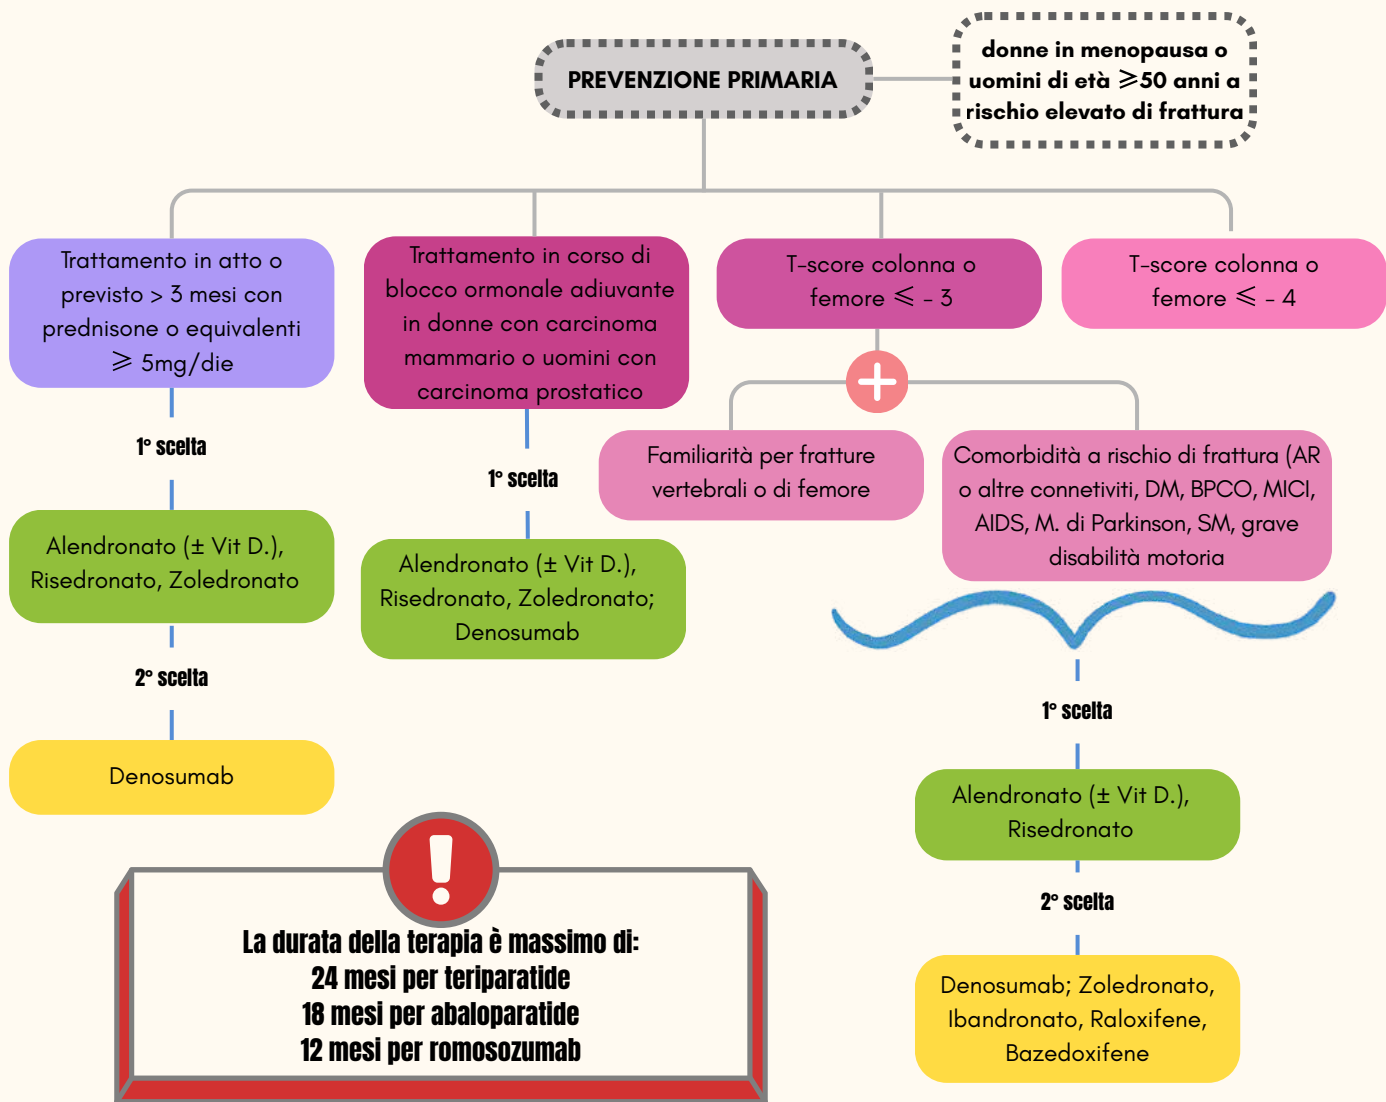 PREVENZIONE PRIMARIA
donne in menopausa o
uomini di età ⩾50 anni a
rischio elevato di frattura
Trattamento in atto o
previsto > 3 mesi con
prednisone o equivalenti
⩾ 5mg/die
1° scelta
Alendronato (± Vit D.),
Risedronato, Zoledronato
2° scelta
Denosumab
Trattamento in corso di
blocco ormonale adiuvante
in donne con carcinoma
mammario o uomini con
carcinoma prostatico
1° scelta
Alendronato (± Vit D.),
Risedronato, Zoledronato;
Denosumab
T-score colonna o
femore ⩽ - 3
Familiarità per fratture
vertebrali o di femore
Comorbidità a rischio di frattura (AR
o altre connetiviti, DM, BPCO, MICI,
AIDS, M. di Parkinson, SM, grave
disabilità motoria
T-score colonna o
femore ⩽ - 4
1° scelta
Alendronato (± Vit D.),
Risedronato
2° scelta
Denosumab; Zoledronato,
Ibandronato, Raloxifene,
Bazedoxifene
La durata della terapia è massimo di:
24 mesi per teriparatide
18 mesi per abaloparatide
12 mesi per romosozumab